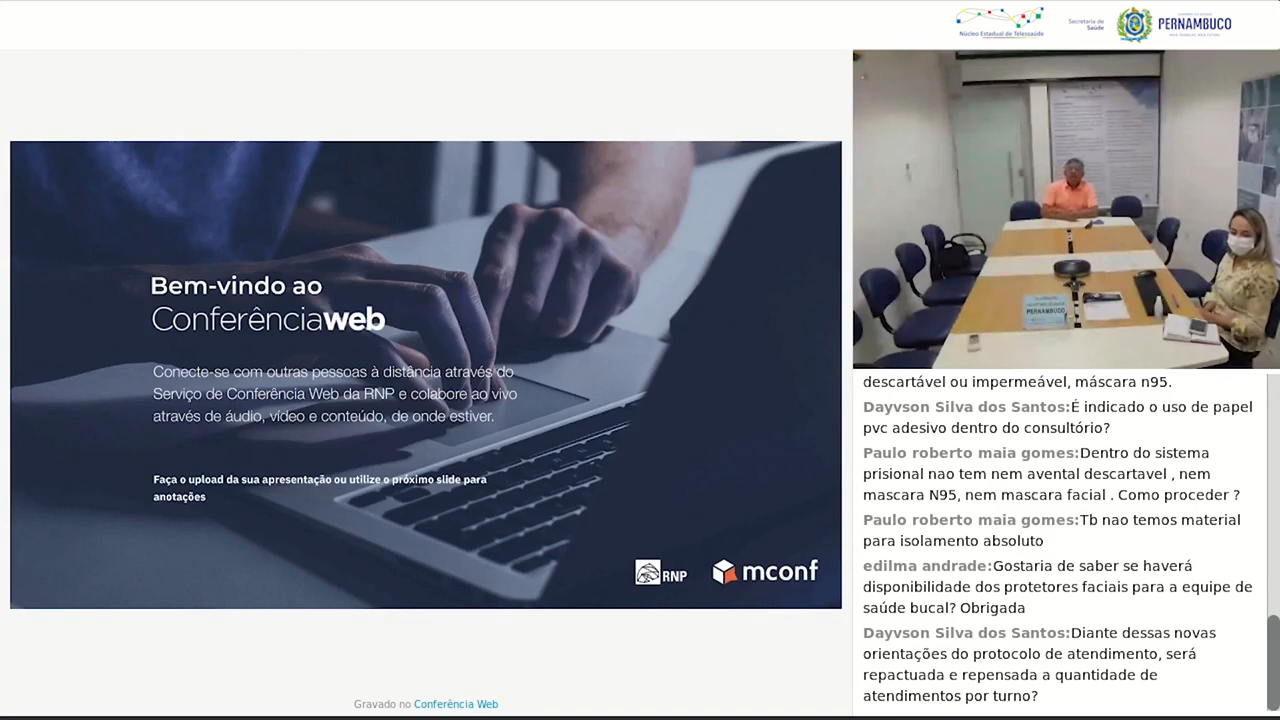 Núcleo Estadual de Telessaúde
Secretaria de
Saúde
PERNAMBUCO
Bem-vindo ao
Conferênciaweb
Conecte-se com outras pessoas à distância através do
Serviço de Conferência Web da RNP e colabore ao vivo
através de áudio, vídeo e conteúdo, de onde estiver.
Faça o upload da sua apresentação ou utilize o próximo slide para
anotações
RNP
mconf
Gravado no Conferência Web
PERNAMBUCO
descartável ou impermeável, máscara n95.
Dayvson Silva dos Santos:É indicado o uso de papel
pvc adesivo dentro do consultório?
Paulo roberto maia gomes:Dentro do sistema
prisional nao tem nem avental descartavel , nem
mascara N95, nem mascara facial . Como proceder ?
Paulo roberto maia gomes:Tb nao temos material
para isolamento absoluto
edilma andrade:Gostaria de saber se haverá
disponibilidade dos protetores faciais para a equipe de
saúde bucal? Obrigada
Dayvson Silva dos Santos:Diante dessas novas
orientações do protocolo de atendimento, será
repactuada e repensada a quantidade de
atendimentos por turno?